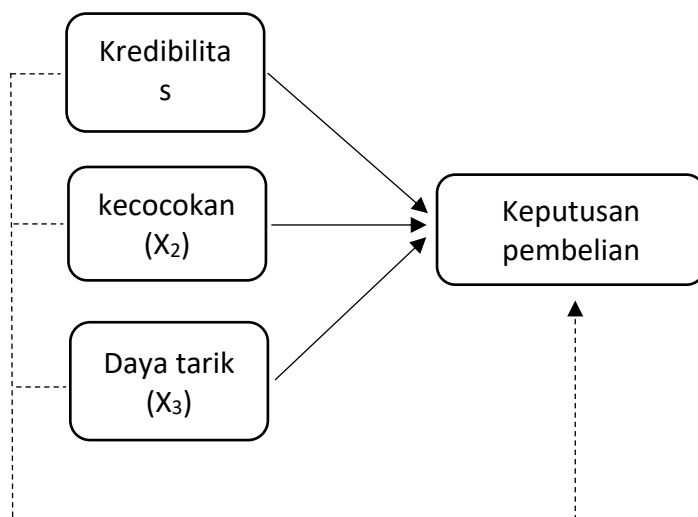 Kredibilita
s
kecocokan
(X₂)
Daya tarik
(X₃)
Keputusan
pembelian